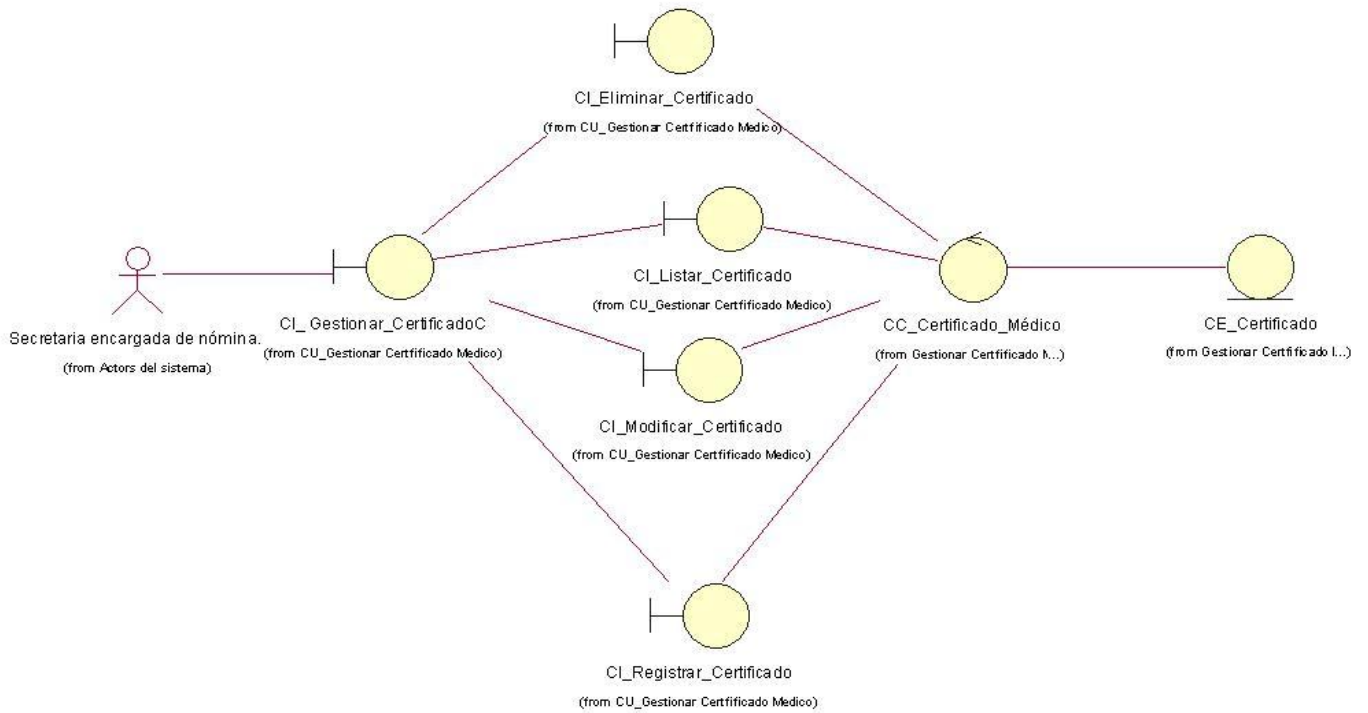 CI_Eliminar_Certificado
(from CU_Gestionar Certfificado Medico)
CI_Listar_Certificado
(from CU_Gestionar Certfificado Medico)
Secretaria encargada de nómina.
(from Actors del sistema)
CI_ Gestionar_CertificadoC
(from CU_Gestionar Certfificado Medico)
CC_Certificado_Médico
(from Gestionar Certfificado M...)
CE_Certificado
(from Gestionar Certfificado I...)
CI_Modificar_Certificado
(from CU_Gestionar Certfificado Medico)
CI_Registrar_Certificado
(from CU_Gestionar Certfificado Medico)